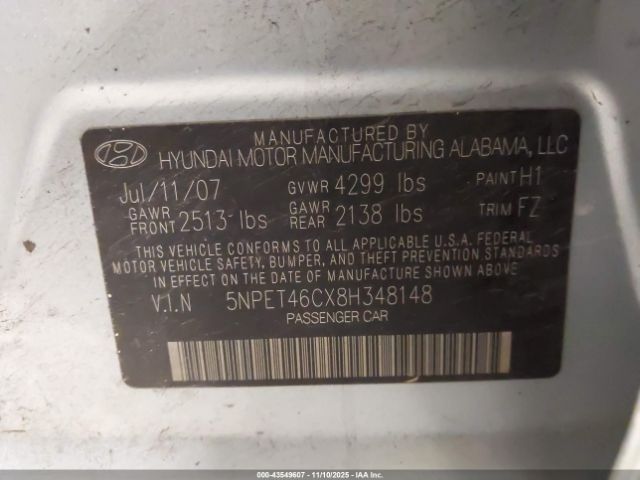 MANUFACTURED BY
HYUNDAI MOTOR MANUFACTURING ALABAMA, LLC
Jul/11/07 GVWR 4299 lbs PAINT H1
GAWR FRONT 2513 lbs GAWR REAR 2138 lbs TRIM FZ
THIS VEHICLE CONFORMS TO ALL APPLICABLE U.S.A. FEDERAL
MOTOR VEHICLE SAFETY, BUMPER, AND THEFT PREVENTION STANDARDS
IN EFFECT ON THE DATE OF MANUFACTURE SHOWN ABOVE.
V.I.N 5NPET46CX8H348148
PASSENGER CAR
000-43549607 - 11/10/2025 - IAAI.COM